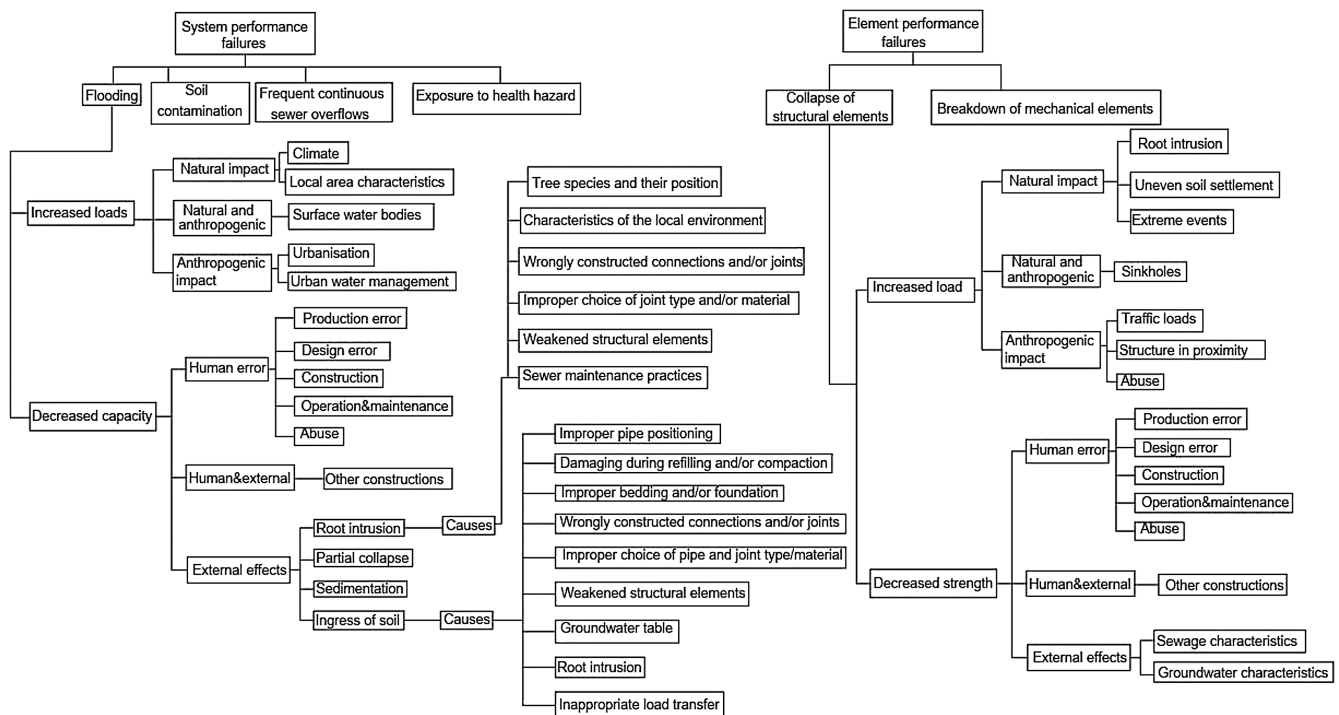 System performance
failures
Flooding
Soil
contamination
Frequent continuous
sewer overflows
Exposure to health hazard
Increased loads
Natural impact
Climate
Local area characteristics
Natural and
anthropogenic
Surface water bodies
Anthropogenic
impact
Urbanisation
Urban water management
Decreased capacity
Human error
Production error
Design error
Construction
Operation&maintenance
Abuse
Human&external
Other constructions
External effects
Root intrusion
Partial collapse
Sedimentation
Ingress of soil
Causes
Tree species and their position
Characteristics of the local environment
Wrongly constructed connections and/or joints
Improper choice of joint type and/or material
Weakened structural elements
Sewer maintenance practices
Causes
Improper pipe positioning
Damaging during refilling and/or compaction
Improper bedding and/or foundation
Wrongly constructed connections and/or joints
Improper choice of pipe and joint type/material
Weakened structural elements
Groundwater table
Root intrusion
Inappropriate load transfer
Element performance
failures
Collapse of
structural elements
Breakdown of mechanical elements
Increased load
Natural impact
Root intrusion
Uneven soil settlement
Extreme events
Natural and
anthropogenic
Sinkholes
Anthropogenic
impact
Traffic loads
Structure in proximity
Abuse
Decreased strength
Human error
Production error
Design error
Construction
Operation&maintenance
Abuse
Human&external
Other constructions
External effects
Sewage characteristics
Groundwater characteristics